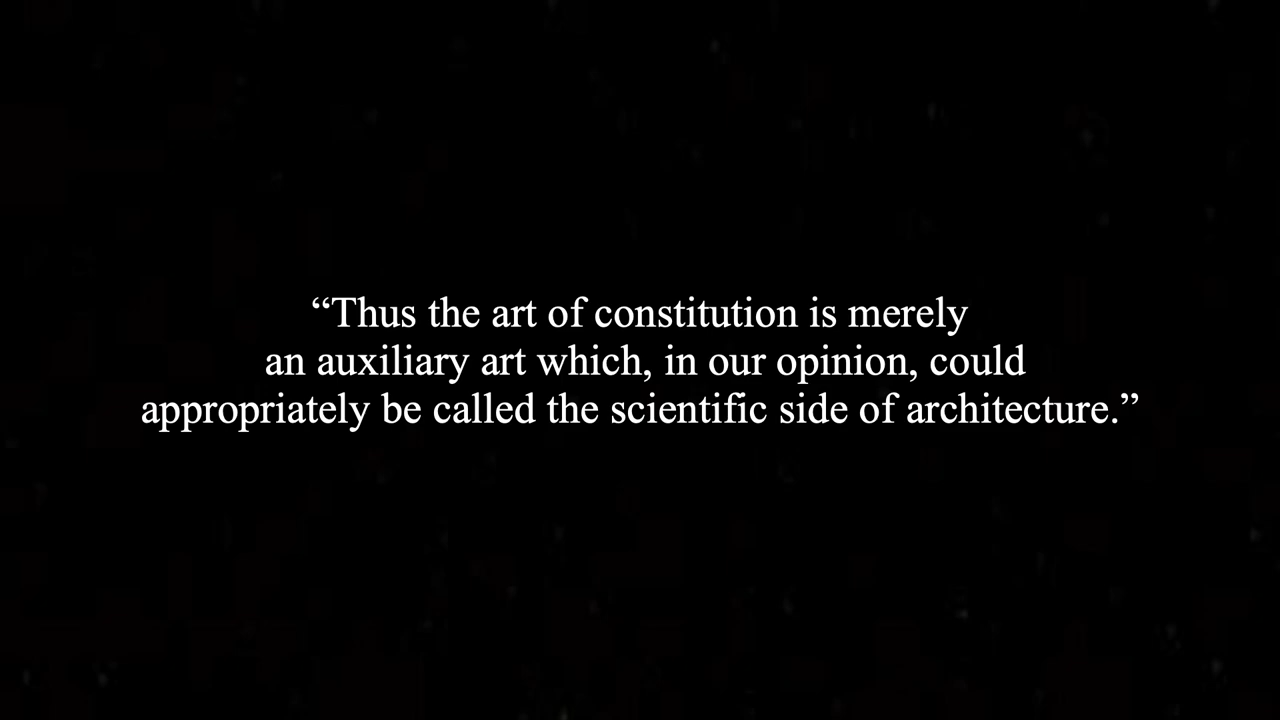 “Thus the art of constitution is merely
an auxiliary art which, in our opinion, could
appropriately be called the scientific side of architecture.”